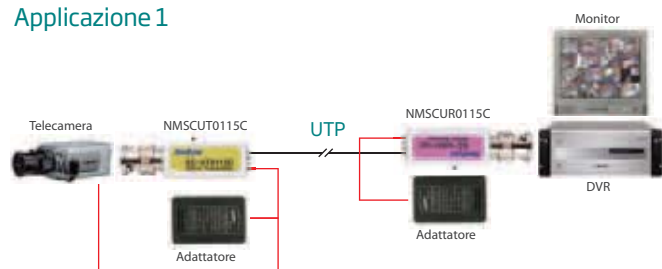 Applicazione 1
Monitor
Telecamera
NMSCUT0115C
UTP
NMSCUR0115C
DVR
Adattatore
Adattatore